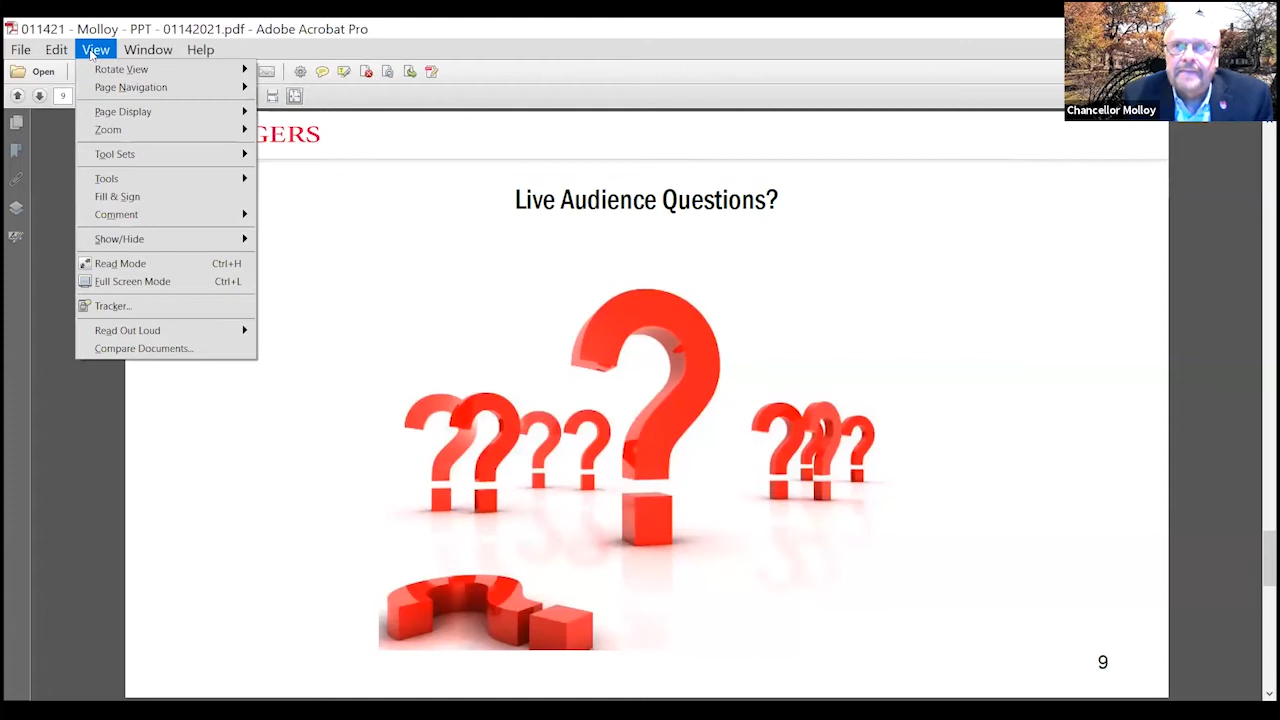 011421 - Molloy - PPT - 01142021.pdf - Adobe Acrobat Pro
File Edit View Window Help
Open
9
Rotate View
Page Navigation
Page Display
Zoom
Tool Sets
Tools
Fill & Sign
Comment
Show/Hide
Read Mode Ctrl+H
Full Screen Mode Ctrl+L
Tracker...
Read Out Loud
Compare Documents...
Chancellor Molloy
GERS
Live Audience Questions?
9